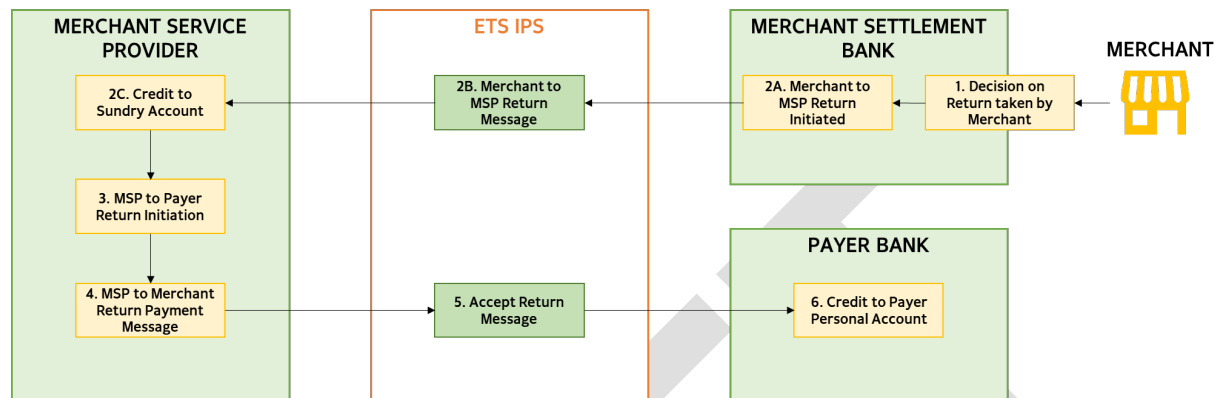 MERCHANT SERVICE
PROVIDER
ETS IPS
MERCHANT SETTLEMENT
BANK
MERCHANT
2C. Credit to
Sundry Account
2B. Merchant to
MSP Return
Message
2A. Merchant to
MSP Return
Initiated
1. Decision on
Return taken by
Merchant
3. MSP to Payer
Return Initiation
PAYER BANK
4. MSP to Merchant
Return Payment
Message
5. Accept Return
Message
6. Credit to Payer
Personal Account